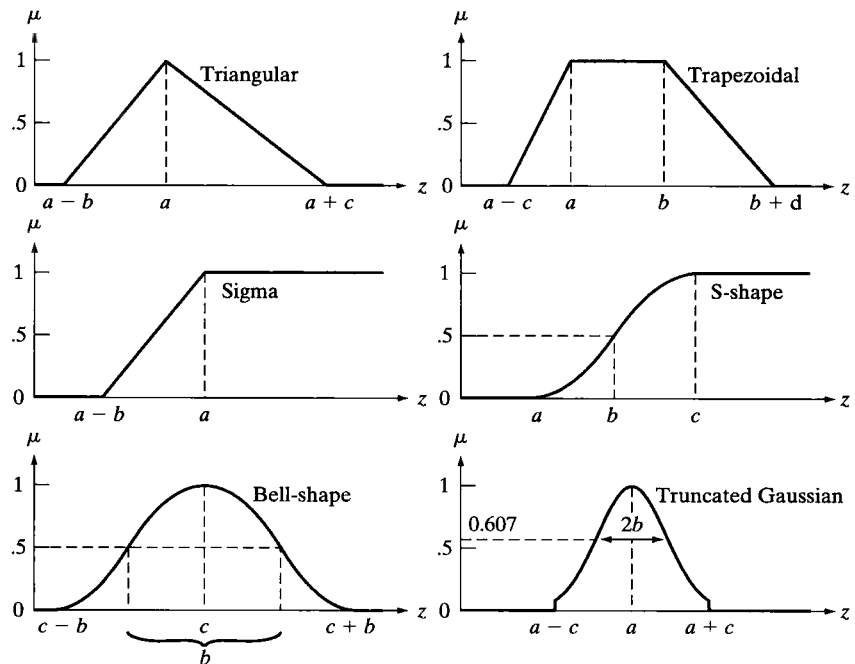 μ
1
.5
0
Triangular
a − b
a
a + c
z
μ
1
.5
0
Trapezoidal
a − c
a
b
b + d
z
μ
1
.5
0
Sigma
a − b
a
z
μ
1
.5
0
S-shape
a
b
c
z
μ
1
.5
0
Bell-shape
c − b
c
c + b
z
b
μ
1
0.607
.5
0
Truncated Gaussian
2b
a − c
a
a + c
z